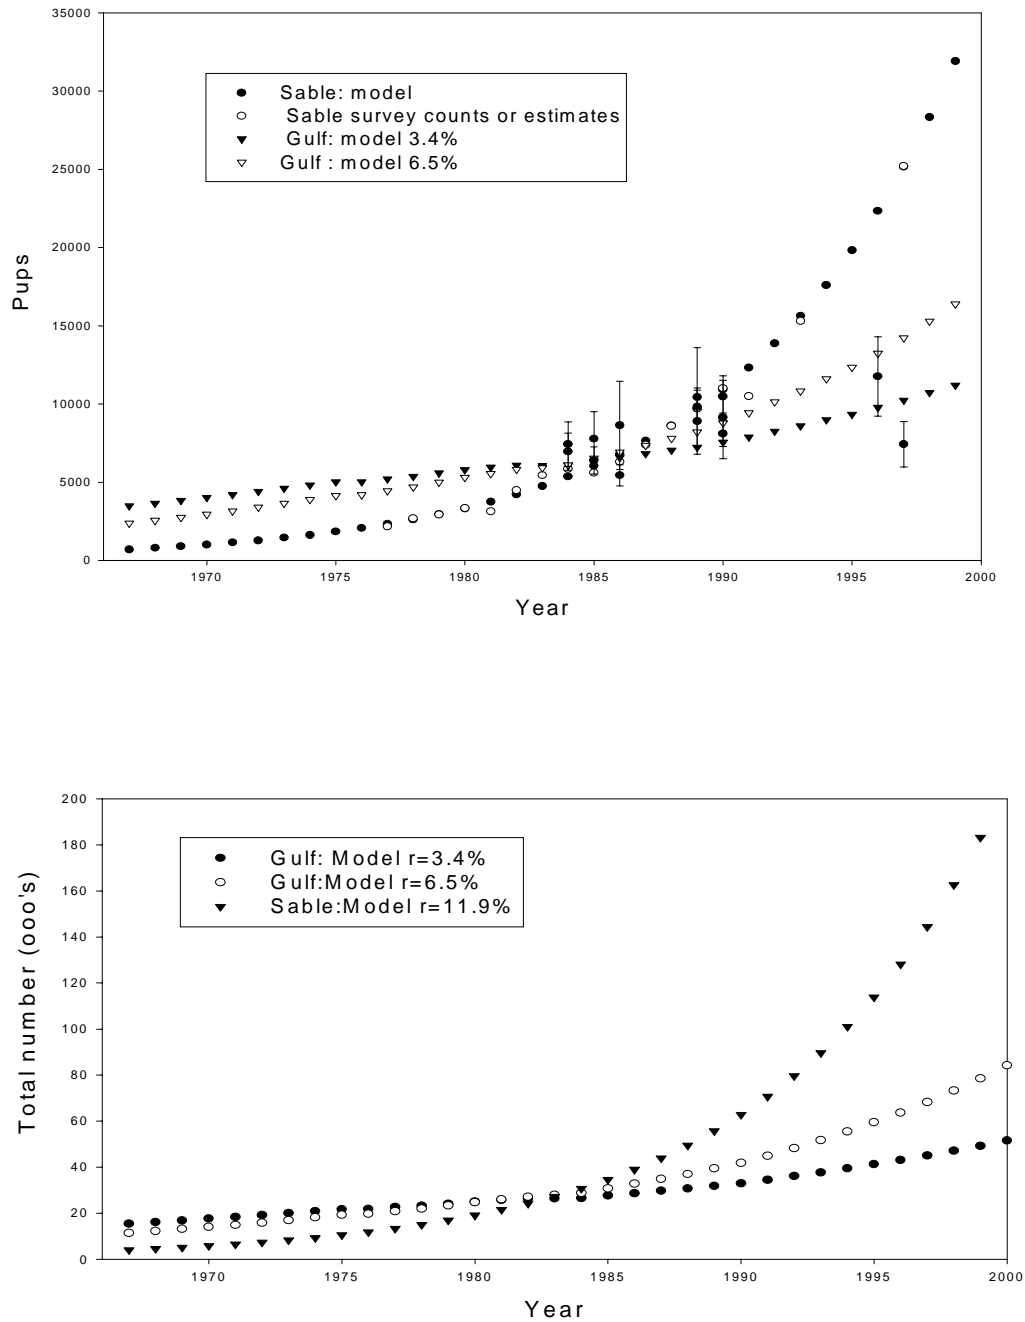 35000
30000
25000
20000
15000
10000
5000
0
Pups
Sable: model
Sable survey counts or estimates
Gulf: model 3.4%
Gulf : model 6.5%
1970 1975 1980 1985 1990 1995 2000
Year
200
180
160
140
120
100
80
60
40
20
0
Total number (ooo's)
Gulf: Model r=3.4%
Gulf:Model r=6.5%
Sable:Model r=11.9%
1970 1975 1980 1985 1990 1995 2000
Year